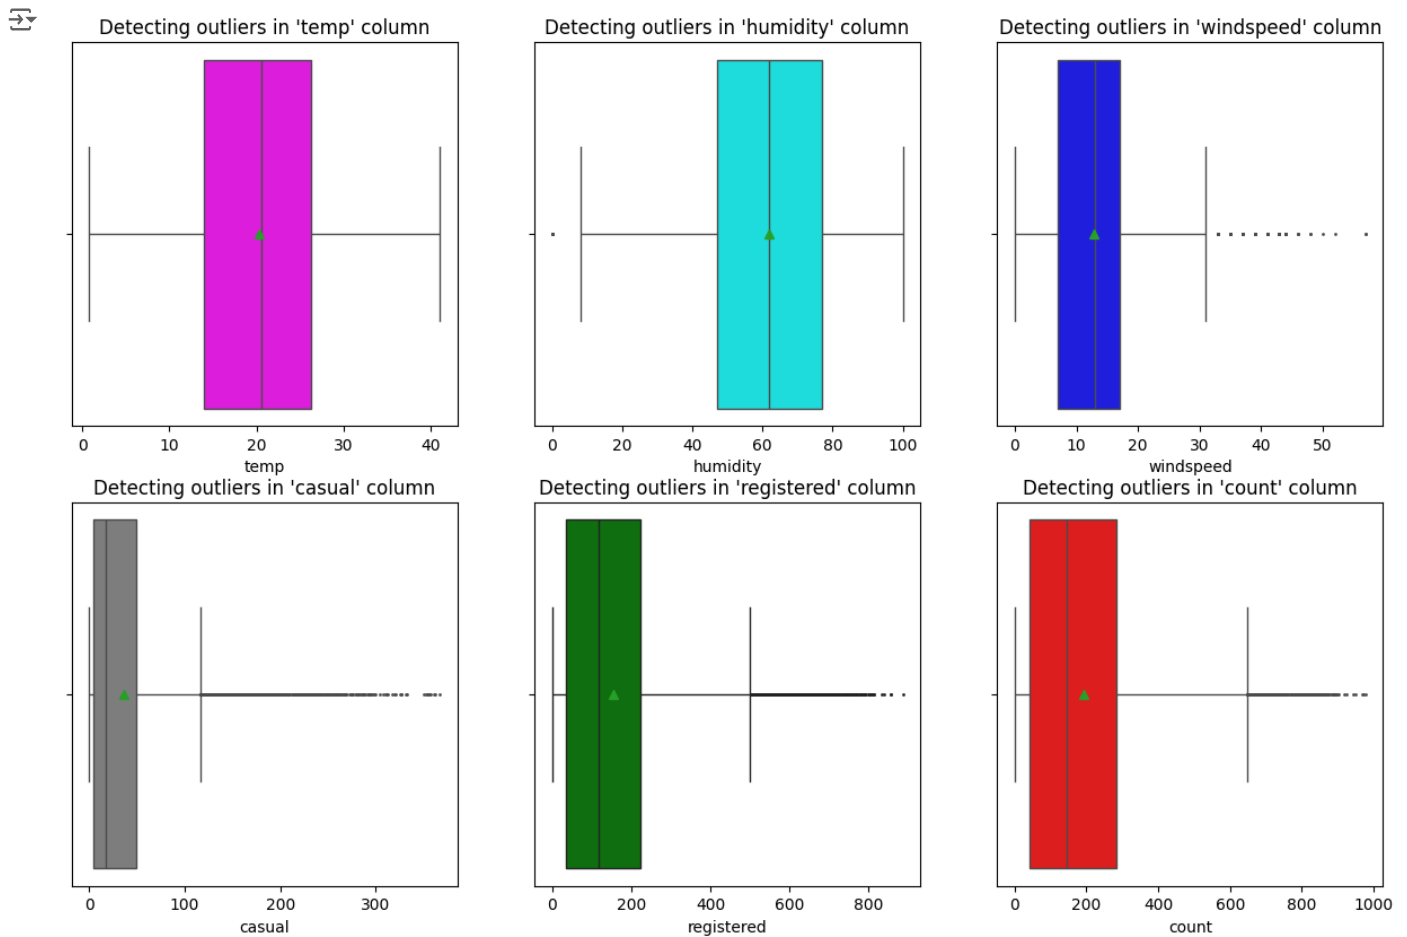 Detecting outliers in 'temp' column
Detecting outliers in 'humidity' column
Detecting outliers in 'windspeed' column
0 10 20 30 40
temp
0 20 40 60 80 100
humidity
0 10 20 30 40 50
windspeed
Detecting outliers in 'casual' column
Detecting outliers in 'registered' column
Detecting outliers in 'count' column
0 100 200 300
casual
0 200 400 600 800
registered
0 200 400 600 800 1000
count